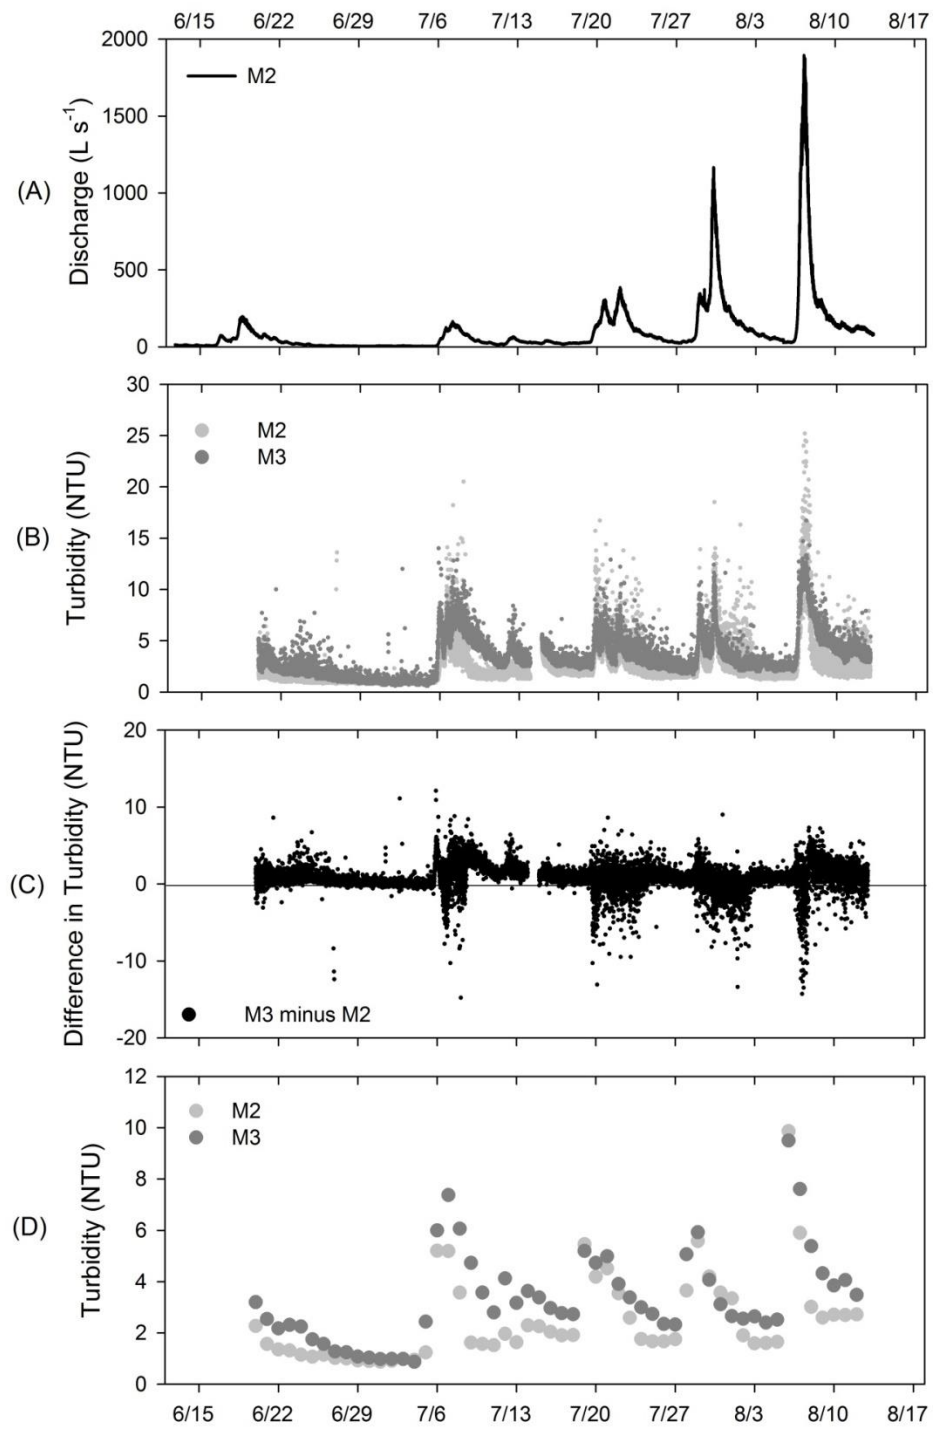 6/15 6/22 6/29 7/6 7/13 7/20 7/27 8/3 8/10 8/17
(A)
Discharge (L s⁻¹)
2000
1500
1000
500
0
M2
(B)
Turbidity (NTU)
30
25
20
15
10
5
0
M2
M3
(C)
Difference in Turbidity (NTU)
20
10
0
-10
-20
M3 minus M2
(D)
Turbidity (NTU)
12
10
8
6
4
2
0
M2
M3
6/15 6/22 6/29 7/6 7/13 7/20 7/27 8/3 8/10 8/17